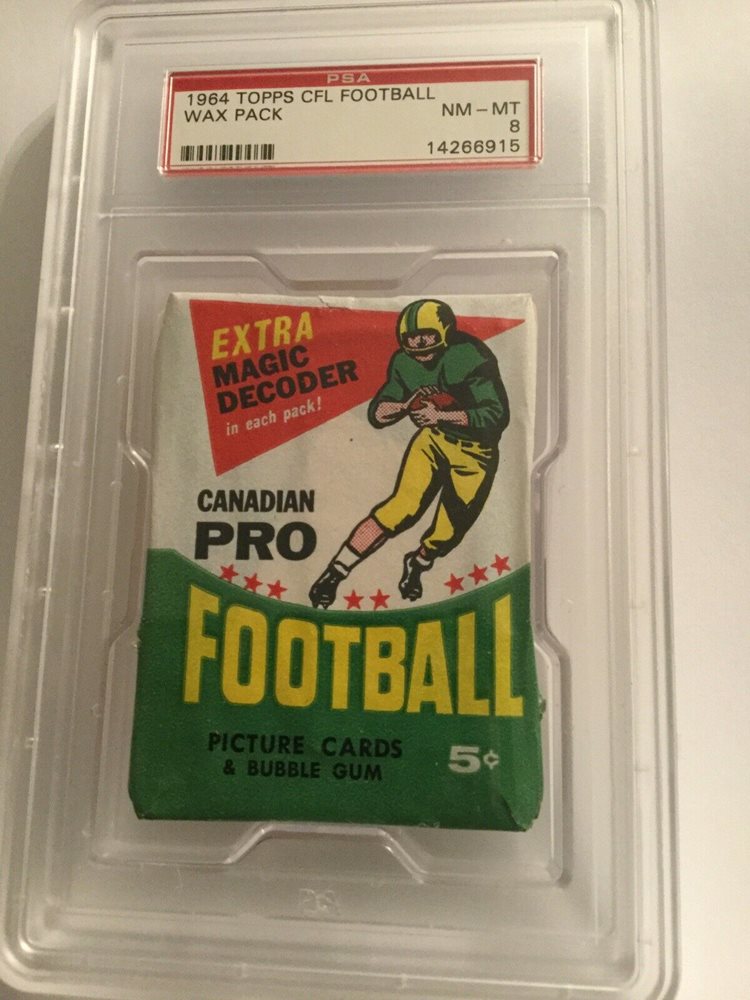 PSA
1964 TOPPS CFL FOOTBALL
WAX PACK NM-MT
8
14266915
EXTRA
MAGIC
DECODER
in each pack!
CANADIAN
PRO
FOOTBALL
PICTURE CARDS
& BUBBLE GUM
5¢